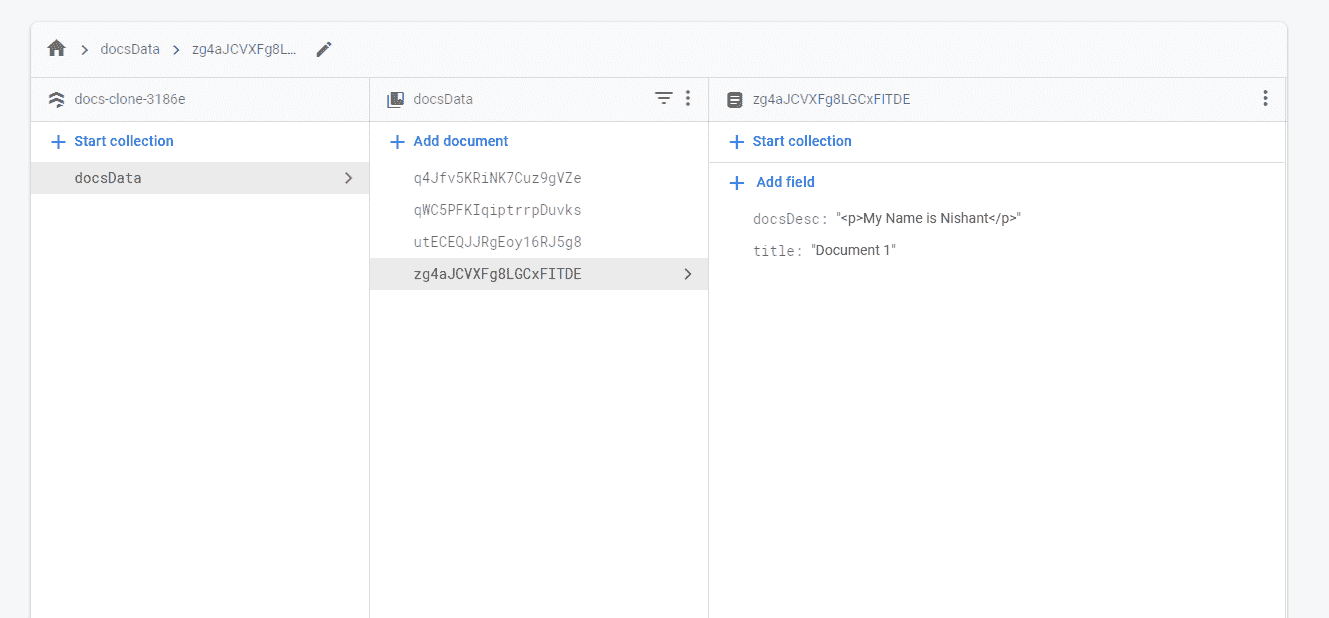 docsData
zg4aJCVXFg8L...
docs-clone-3186e
Start collection
docsData
docsData
Add document
q4Jfv5KRiNK7Cuz9gVZe
qWC5PFKIqiptrrpDuvks
utECEQJJRgEoy16RJ5g8
zg4aJCVXFg8LGCxFITDE
zg4aJCVXFg8LGCxFITDE
Start collection
Add field
docsDesc: "<p>My Name is Nishant</p>"
title: "Document 1"